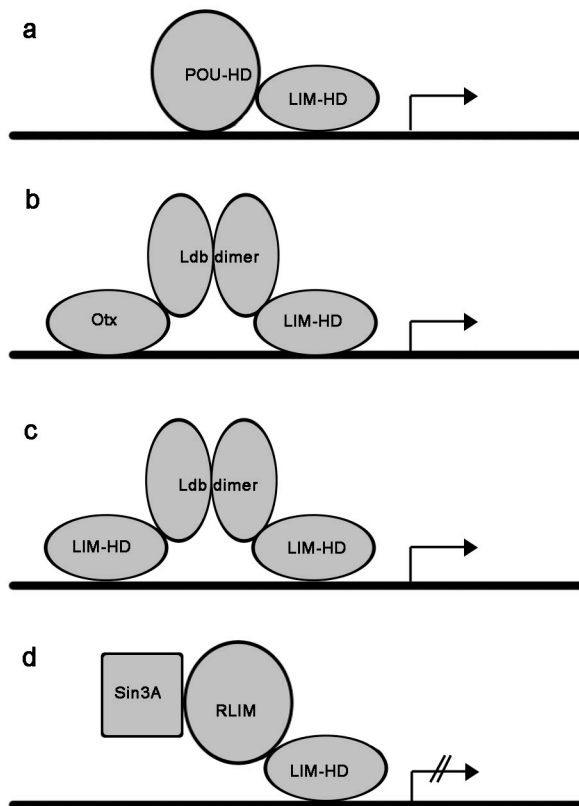 a
POU-HD
LIM-HD
b
Ldb dimer
Otx
LIM-HD
c
Ldb dimer
LIM-HD
LIM-HD
d
Sin3A
RLIM
LIM-HD